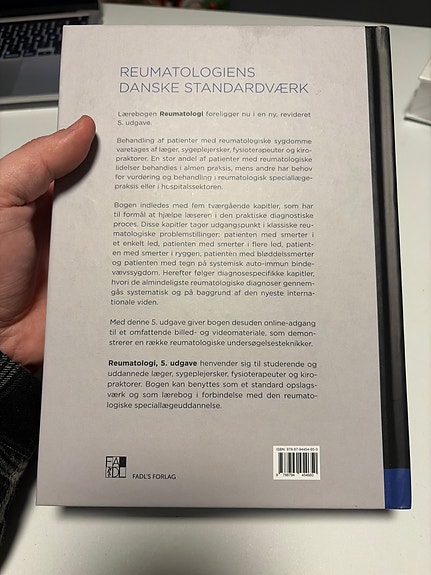 REUMATOLOGIENS
DANSKE STANDARDVÆRK
Lærebogen Reumatologi foreligger nu i en ny, revideret
5. udgave.
Behandling af patienter med reumatologiske sygdomme
varetages af læger, sygeplejersker, fysioterapeuter og kiro-
praktorer. En stor andel af patienter med reumatologiske
lidelser behandles i almen praksis, mens andre har behov
for vurdering og behandling i reumatologisk speciallæge-
praksis eller i hospitalssektoren.
Bogen indledes med fem tværgående kapitler, som har
til formål at hjælpe læseren i den praktiske diagnostiske
proces. Disse kapitler tager udgangspunkt i klassiske reu-
matologiske problemstillinger: patienten med smerter i
et enkelt led, patienten med smerter i flere led, patient-
en med smerter i ryggen, patienten med bløddelssmerter
og patienten med tegn på systemisk auto-immun binde-
vævssygdom. Herefter følger diagnosespecifikke kapitler,
hvori de almindeligste reumatologiske diagnoser gennem-
gås systematisk og på baggrund af den nyeste interna-
tionale viden.
Med denne 5. udgave giver bogen desuden online-adgang
til et omfattende billed- og videomateriale, som demon-
strerer en række reumatologiske undersøgelsesteknikker.
Reumatologi, 5. udgave henvender sig til studerende og
uddannede læger, sygeplejersker, fysioterapeuter og kiro-
praktorer. Bogen kan benyttes som et standard opslags-
værk og som lærebog i forbindelse med den reumato-
logiske speciallægeuddannelse.
FADL
FADL'S FORLAG